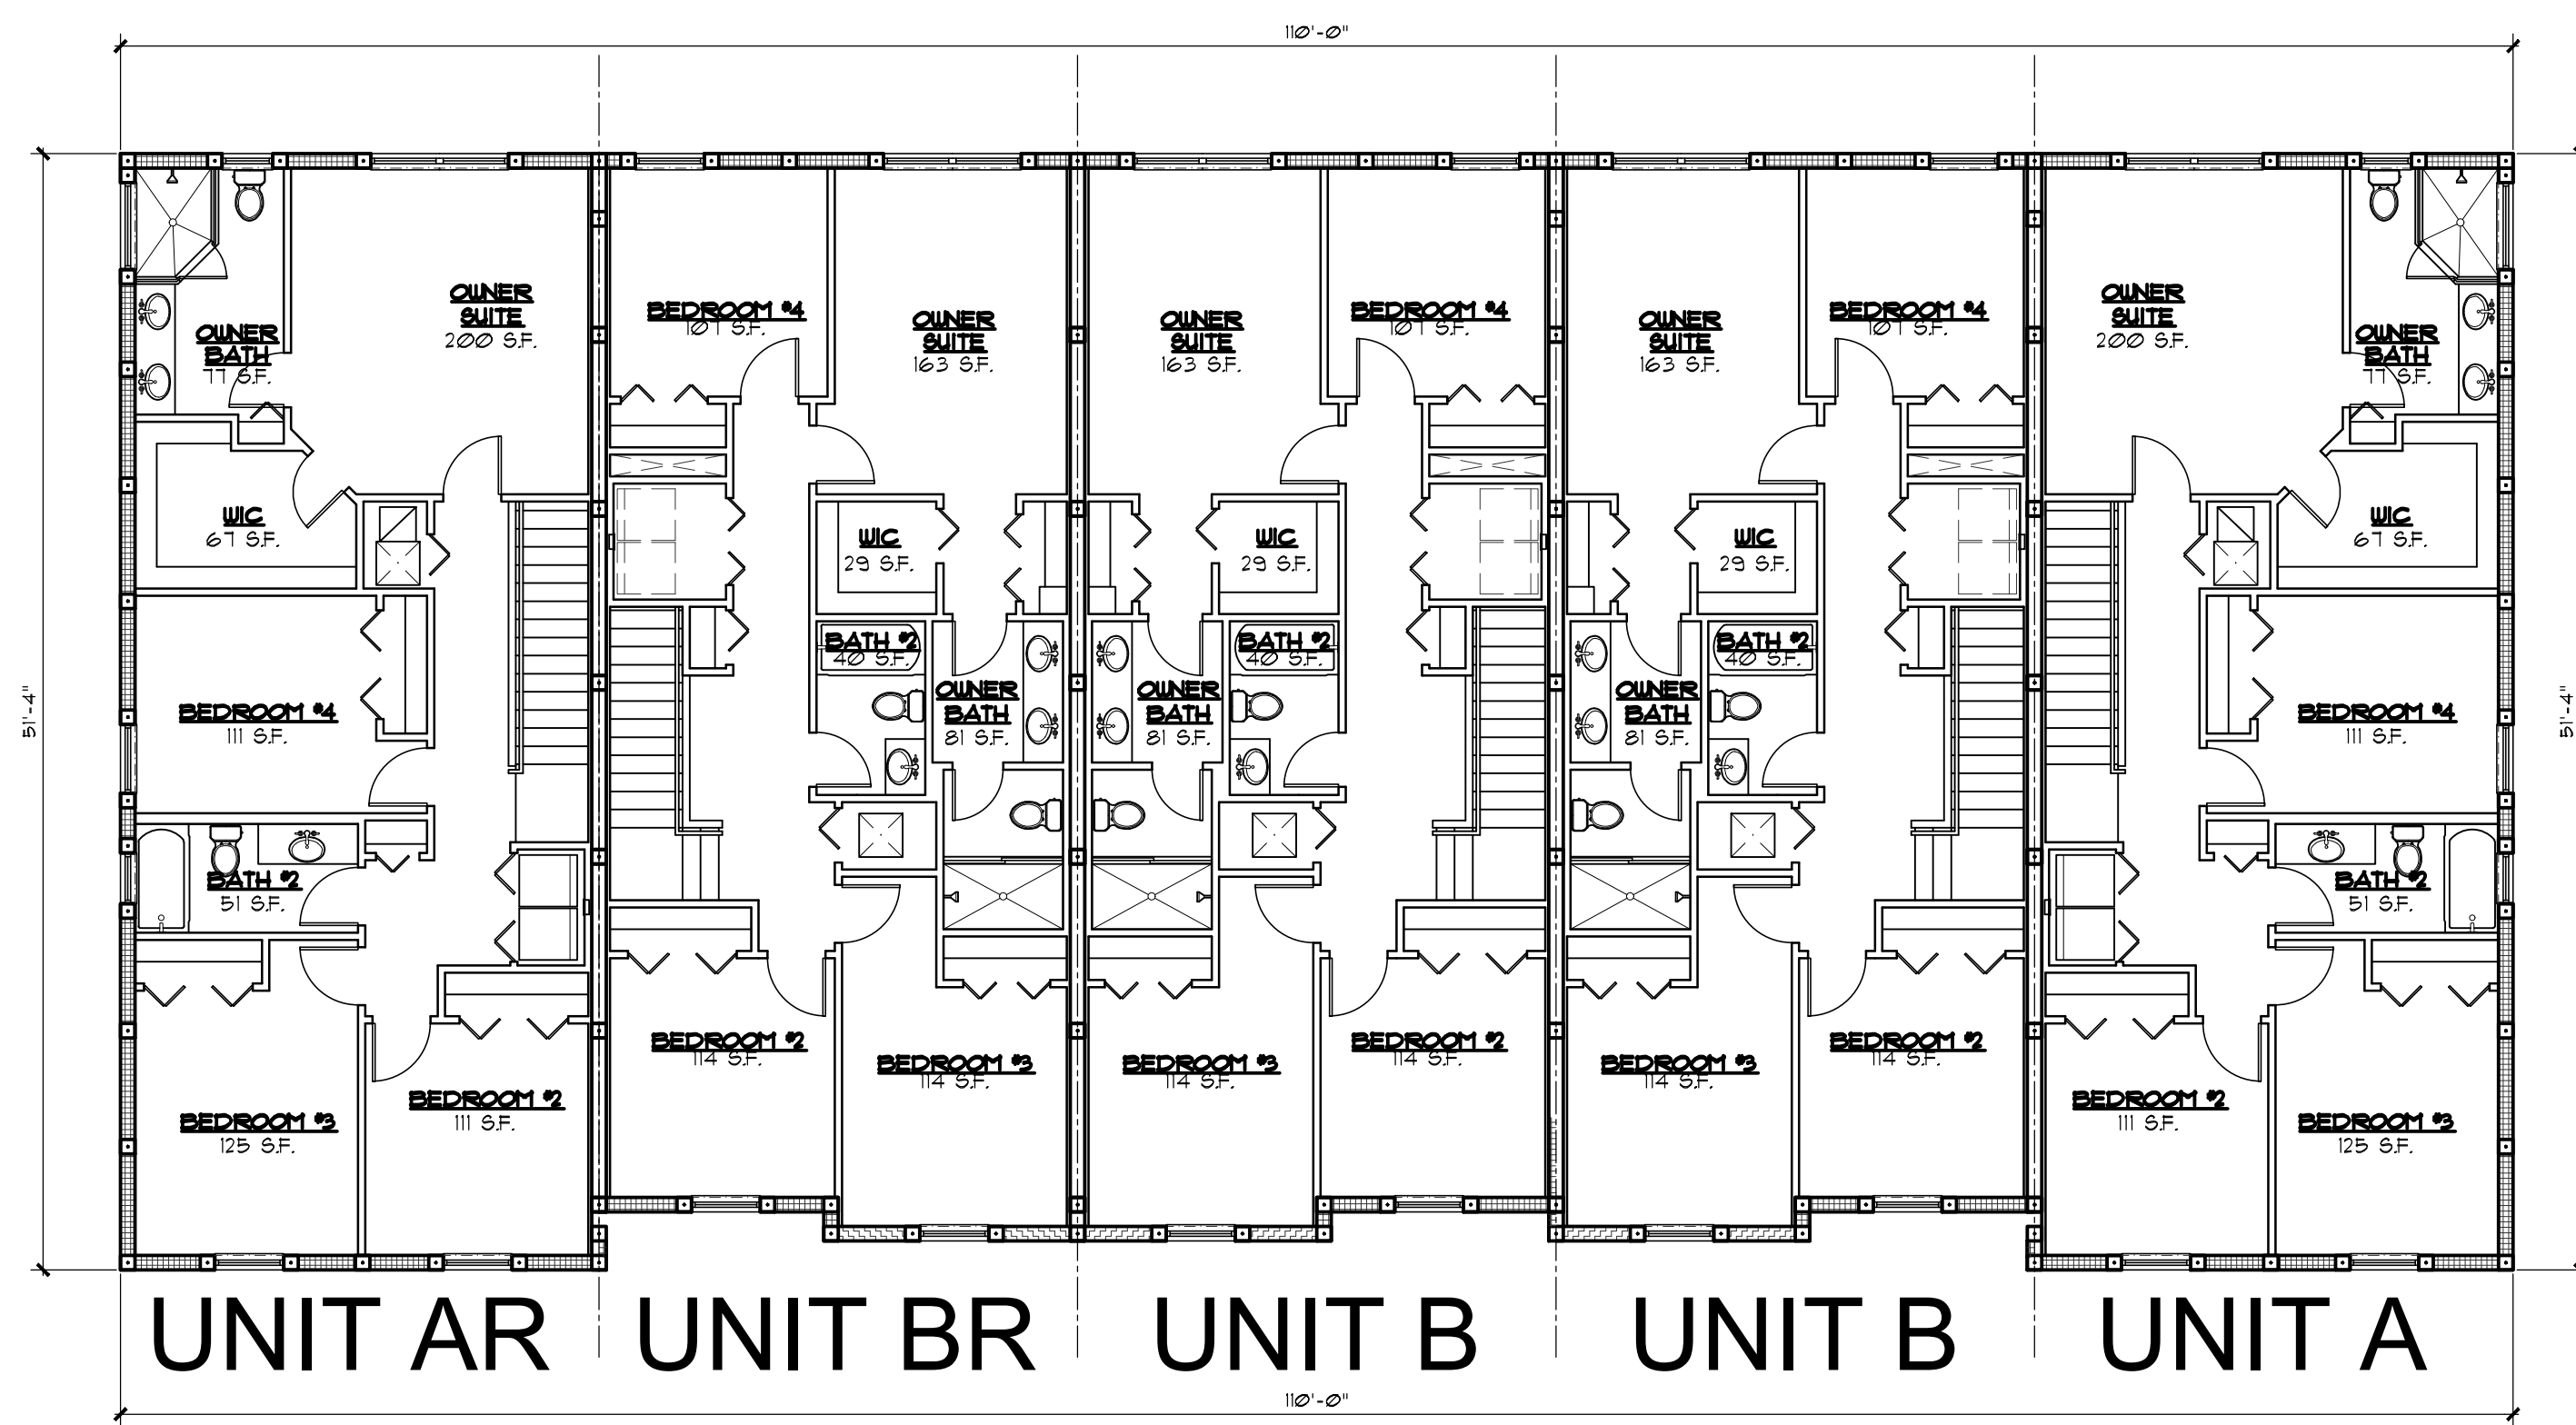 110'-0"
51'-4"
OWNER
BATH
77 S.F.
OWNER
SUITE
200 S.F.
WIC
67 S.F.
BEDROOM #4
111 S.F.
BATH #2
51 S.F.
BEDROOM #3
125 S.F.
BEDROOM #2
111 S.F.
BEDROOM #4
107 S.F.
OWNER
SUITE
163 S.F.
WIC
29 S.F.
BATH #2
40 S.F.
OWNER
BATH
81 S.F.
BEDROOM #2
114 S.F.
BEDROOM #3
114 S.F.
OWNER
SUITE
163 S.F.
BEDROOM #4
107 S.F.
WIC
29 S.F.
BATH #2
40 S.F.
OWNER
BATH
81 S.F.
BEDROOM #3
114 S.F.
BEDROOM #2
114 S.F.
OWNER
SUITE
163 S.F.
BEDROOM #4
107 S.F.
WIC
29 S.F.
BATH #2
40 S.F.
OWNER
BATH
81 S.F.
BEDROOM #3
114 S.F.
BEDROOM #2
114 S.F.
OWNER
SUITE
200 S.F.
OWNER
BATH
77 S.F.
WIC
67 S.F.
BEDROOM #4
111 S.F.
BATH #2
51 S.F.
BEDROOM #2
111 S.F.
BEDROOM #3
125 S.F.
51'-4"
UNIT AR
UNIT BR
UNIT B
UNIT B
UNIT A
110'-0"